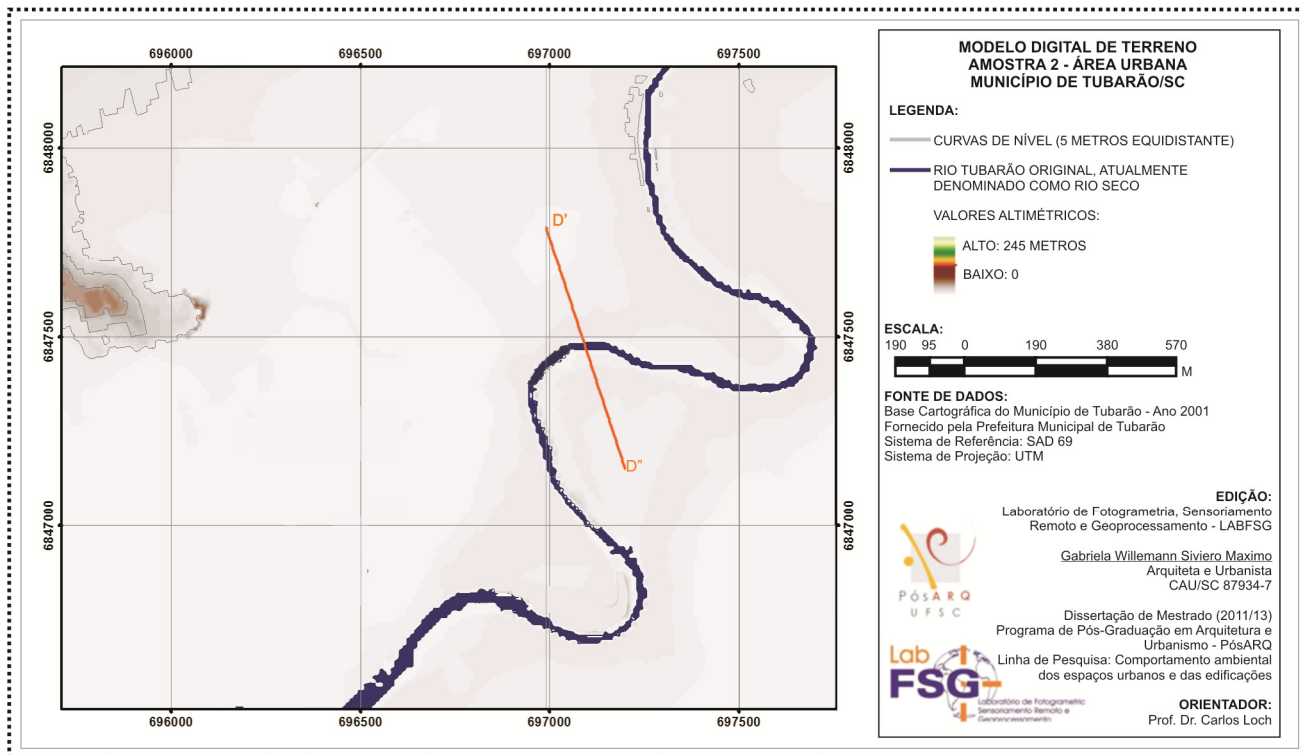 696000 696500 697000 697500
6848000 6848000
6847500 6847500
6847000 6847000
696000 696500 697000 697500
D'
D"
MODELO DIGITAL DE TERRENO
AMOSTRA 2 - ÁREA URBANA
MUNICÍPIO DE TUBARÃO/SC
LEGENDA:
CURVAS DE NÍVEL (5 METROS EQUIDISTANTE)
RIO TUBARÃO ORIGINAL, ATUALMENTE
DENOMINADO COMO RIO SECO
VALORES ALTIMÉTRICOS:
ALTO: 245 METROS
BAIXO: 0
ESCALA:
190 95 0 190 380 570
M
FONTE DE DADOS:
Base Cartográfica do Município de Tubarão - Ano 2001
Fornecido pela Prefeitura Municipal de Tubarão
Sistema de Referência: SAD 69
Sistema de Projeção: UTM
EDIÇÃO:
Laboratório de Fotogrametria, Sensoriamento
Remoto e Geoprocessamento - LABFSG
Gabriela Willemann Siviero Maximo
Arquiteta e Urbanista
CAU/SC 87934-7
PósARQ
UFSC
Dissertação de Mestrado (2011/13)
Programa de Pós-Graduação em Arquitetura e
Urbanismo - PósARQ
Linha de Pesquisa: Comportamento ambiental
dos espaços urbanos e das edificações
Lab
FSG
Laboratório de Fotogrametric
Sensoriamento Remoto e
Geoprocessamento
ORIENTADOR:
Prof. Dr. Carlos Loch